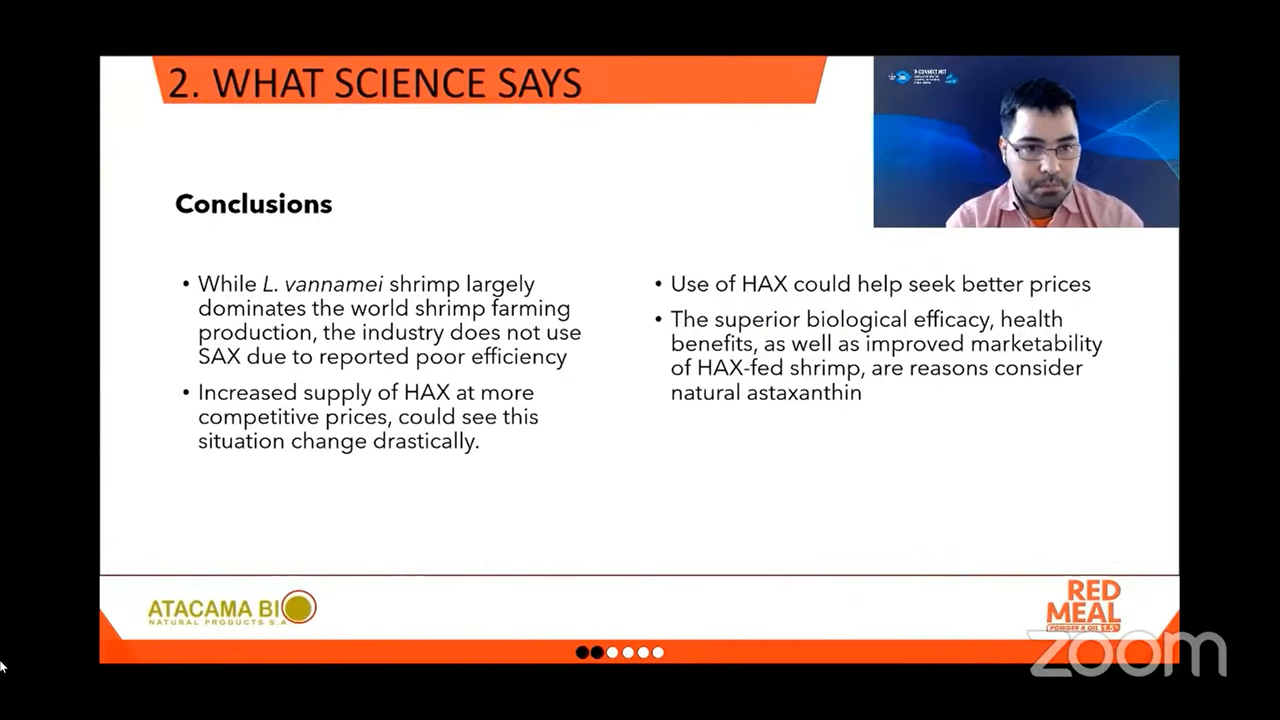 2. WHAT SCIENCE SAYS
Conclusions
• While L. vannamei shrimp largely
dominates the world shrimp farming
production, the industry does not use
SAX due to reported poor efficiency
• Increased supply of HAX at more
competitive prices, could see this
situation change drastically.
• Use of HAX could help seek better prices
• The superior biological efficacy, health
benefits, as well as improved marketability
of HAX-fed shrimp, are reasons consider
natural astaxanthin
ATACAMA BIO
NATURAL PRODUCTS S.A.
RED
MEAL
POWDER & OIL 1.5%
zoom